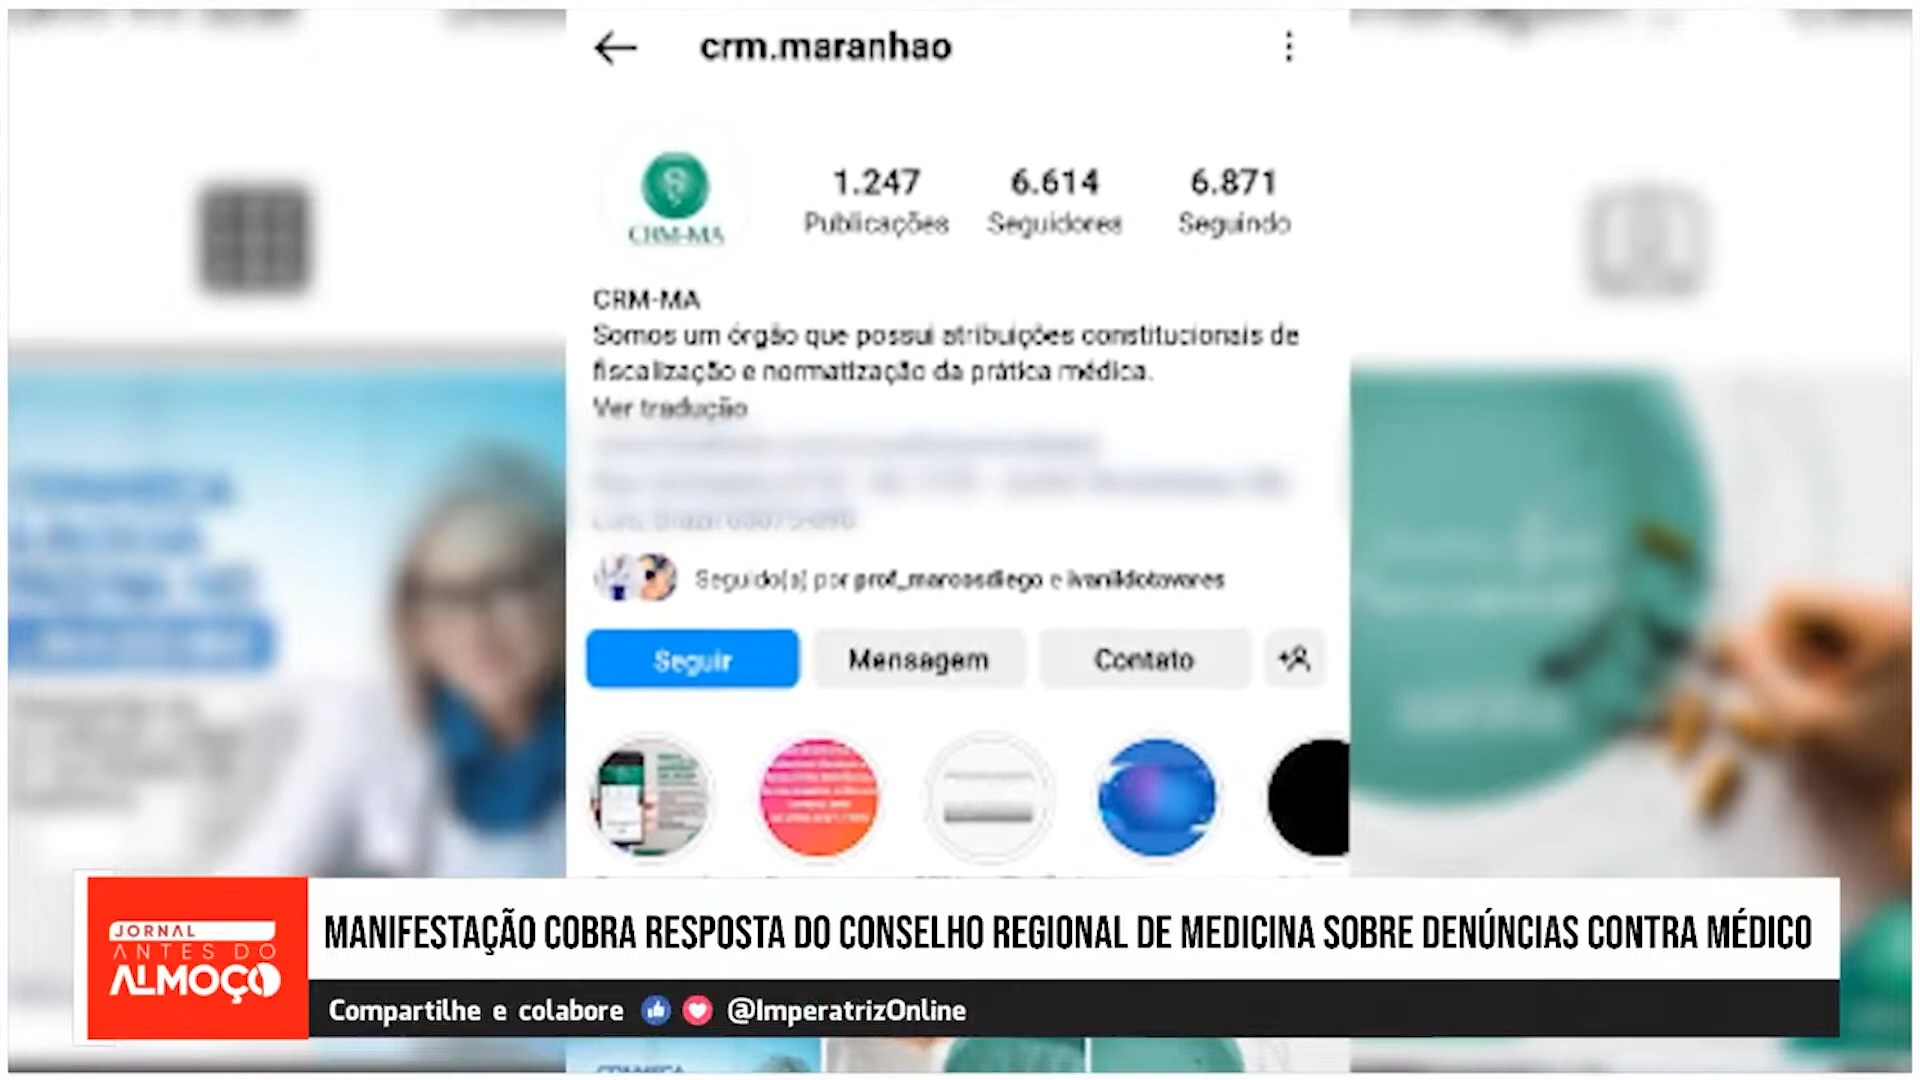 crm.maranhao
1.247
6.614
6.871
Publicações
Seguidores
Seguindo
CRM-MA
CRM-MA
Somos um órgão que possui atribuições constitucionais de
fiscalização e normatização da prática médica.
Ver tradução
Seguido(a) por prof_marcosdiego e ivanildotavares
Seguir
Mensagem
Contato
JORNAL
ANTES DO
ALMOÇO
MANIFESTAÇÃO COBRA RESPOSTA DO CONSELHO REGIONAL DE MEDICINA SOBRE DENÚNCIAS CONTRA MÉDICO
Compartilhe e colabore @ImperatrizOnline